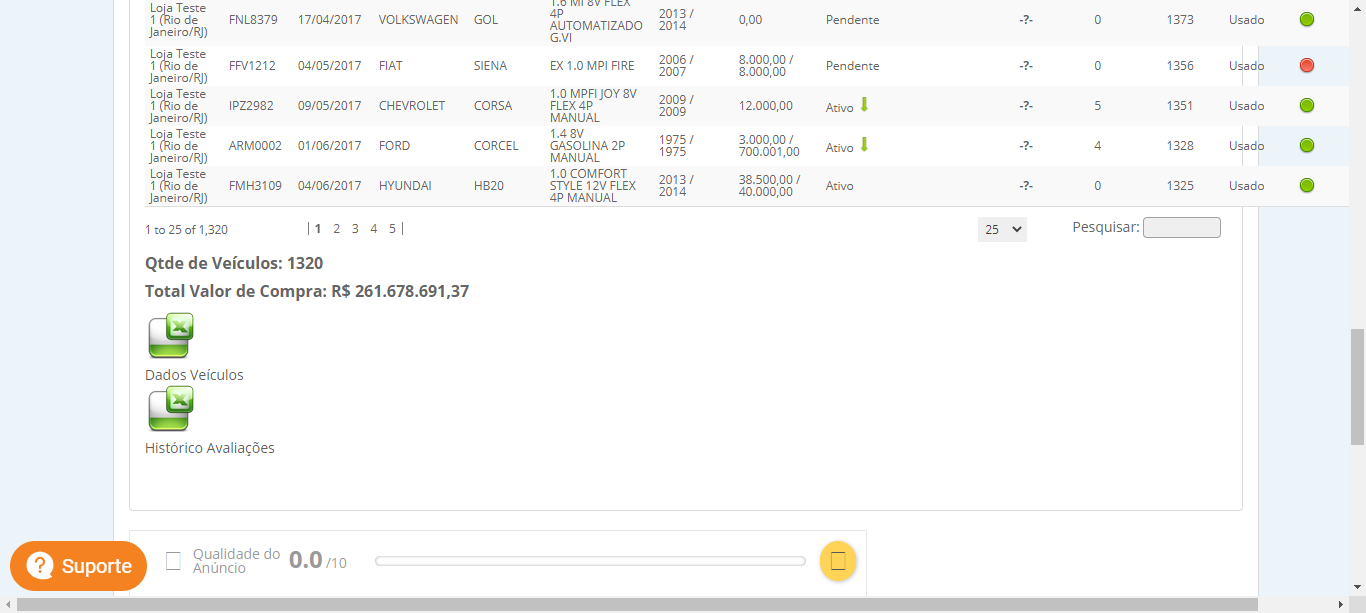 Loja Teste
1 (Rio de
Janeiro/RJ)
FNL8379
17/04/2017
VOLKSWAGEN
GOL
1.6 MI 8V FLEX
4P
AUTOMATIZADO
G.VI
2013 /
2014
0,00
Pendente
-?-
0
1373
Usado
Loja Teste
1 (Rio de
Janeiro/RJ)
FFV1212
04/05/2017
FIAT
SIENA
EX 1.0 MPI FIRE
2006 /
2007
8.000,00 /
8.000,00
Pendente
-?-
0
1356
Usado
Loja Teste
1 (Rio de
Janeiro/RJ)
IPZ2982
09/05/2017
CHEVROLET
CORSA
1.0 MPFI JOY 8V
FLEX 4P
MANUAL
2009 /
2009
12.000,00
Ativo
-?-
5
1351
Usado
Loja Teste
1 (Rio de
Janeiro/RJ)
ARM0002
01/06/2017
FORD
CORCEL
1.4 8V
GASOLINA 2P
MANUAL
1975 /
1975
3.000,00 /
700.001,00
Ativo
-?-
4
1328
Usado
Loja Teste
1 (Rio de
Janeiro/RJ)
FMH3109
04/06/2017
HYUNDAI
HB20
1.0 COMFORT
STYLE 12V FLEX
4P MANUAL
2013 /
2014
38.500,00 /
40.000,00
Ativo
-?-
0
1325
Usado
1 to 25 of 1,320
| 1 2 3 4 5 |
25
Pesquisar:
Qtde de Veículos: 1320
Total Valor de Compra: R$ 261.678.691,37
Dados Veículos
Histórico Avaliações
Qualidade do
Anúncio
0.0 /10
? Suporte